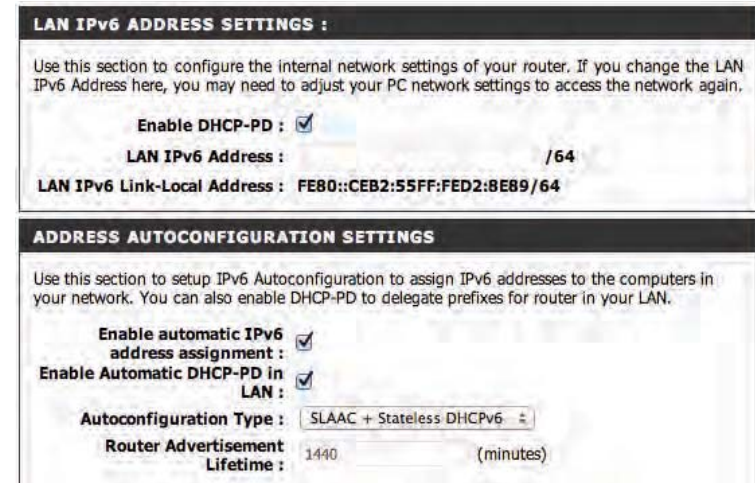 LAN IPv6 ADDRESS SETTINGS :
Use this section to configure the internal network settings of your router. If you change the LAN
IPv6 Address here, you may need to adjust your PC network settings to access the network again.
Enable DHCP-PD :
LAN IPv6 Address : /64
LAN IPv6 Link-Local Address : FE80::CEB2:55FF:FED2:8E89/64
ADDRESS AUTOCONFIGURATION SETTINGS
Use this section to setup IPv6 Autoconfiguration to assign IPv6 addresses to the computers in
your network. You can also enable DHCP-PD to delegate prefixes for router in your LAN.
Enable automatic IPv6
address assignment :
Enable Automatic DHCP-PD in
LAN :
Autoconfiguration Type : SLAAC + Stateless DHCPv6
Router Advertisement
Lifetime : 1440 (minutes)